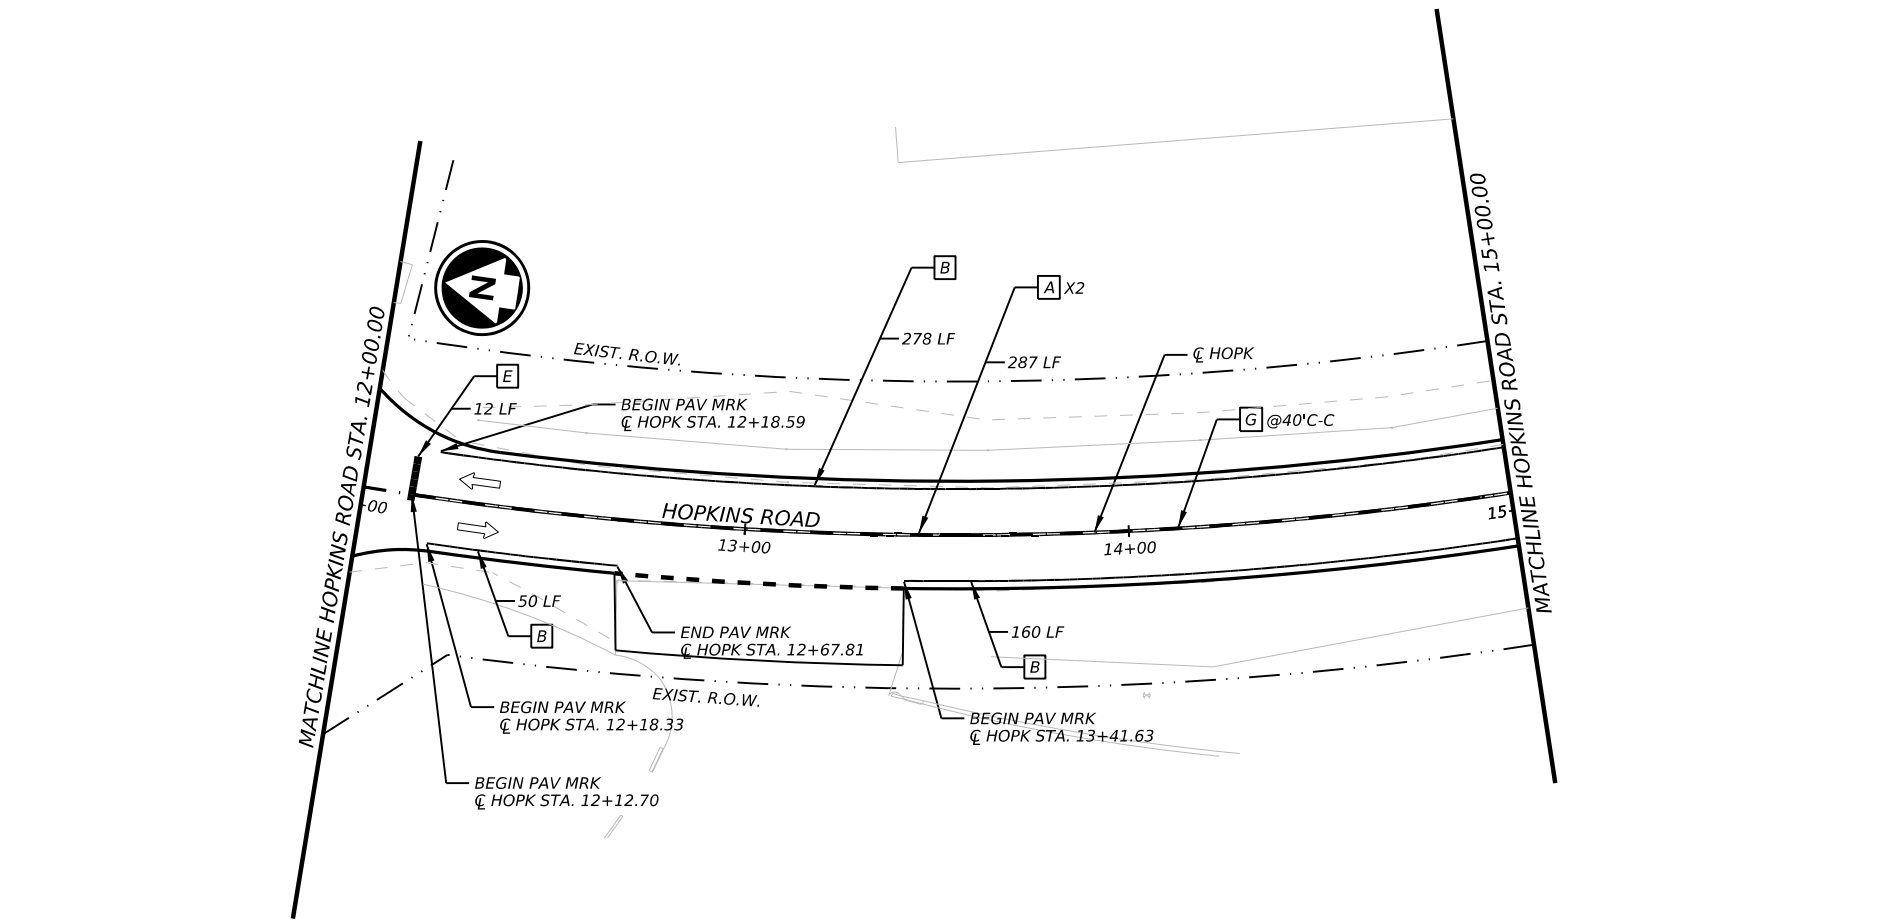 MATCHLINE HOPKINS ROAD STA. 12+00.00
N
EXIST. R.O.W.
B
278 LF
A X2
287 LF
℄ HOPK
G @40'C-C
E
12 LF
BEGIN PAV MRK
℄ HOPK STA. 12+18.59
HOPKINS ROAD
+00
13+00
14+00
15+
50 LF
B
END PAV MRK
℄ HOPK STA. 12+67.81
160 LF
B
EXIST. R.O.W.
BEGIN PAV MRK
℄ HOPK STA. 12+18.33
BEGIN PAV MRK
℄ HOPK STA. 13+41.63
BEGIN PAV MRK
℄ HOPK STA. 12+12.70
MATCHLINE HOPKINS ROAD STA. 15+00.00